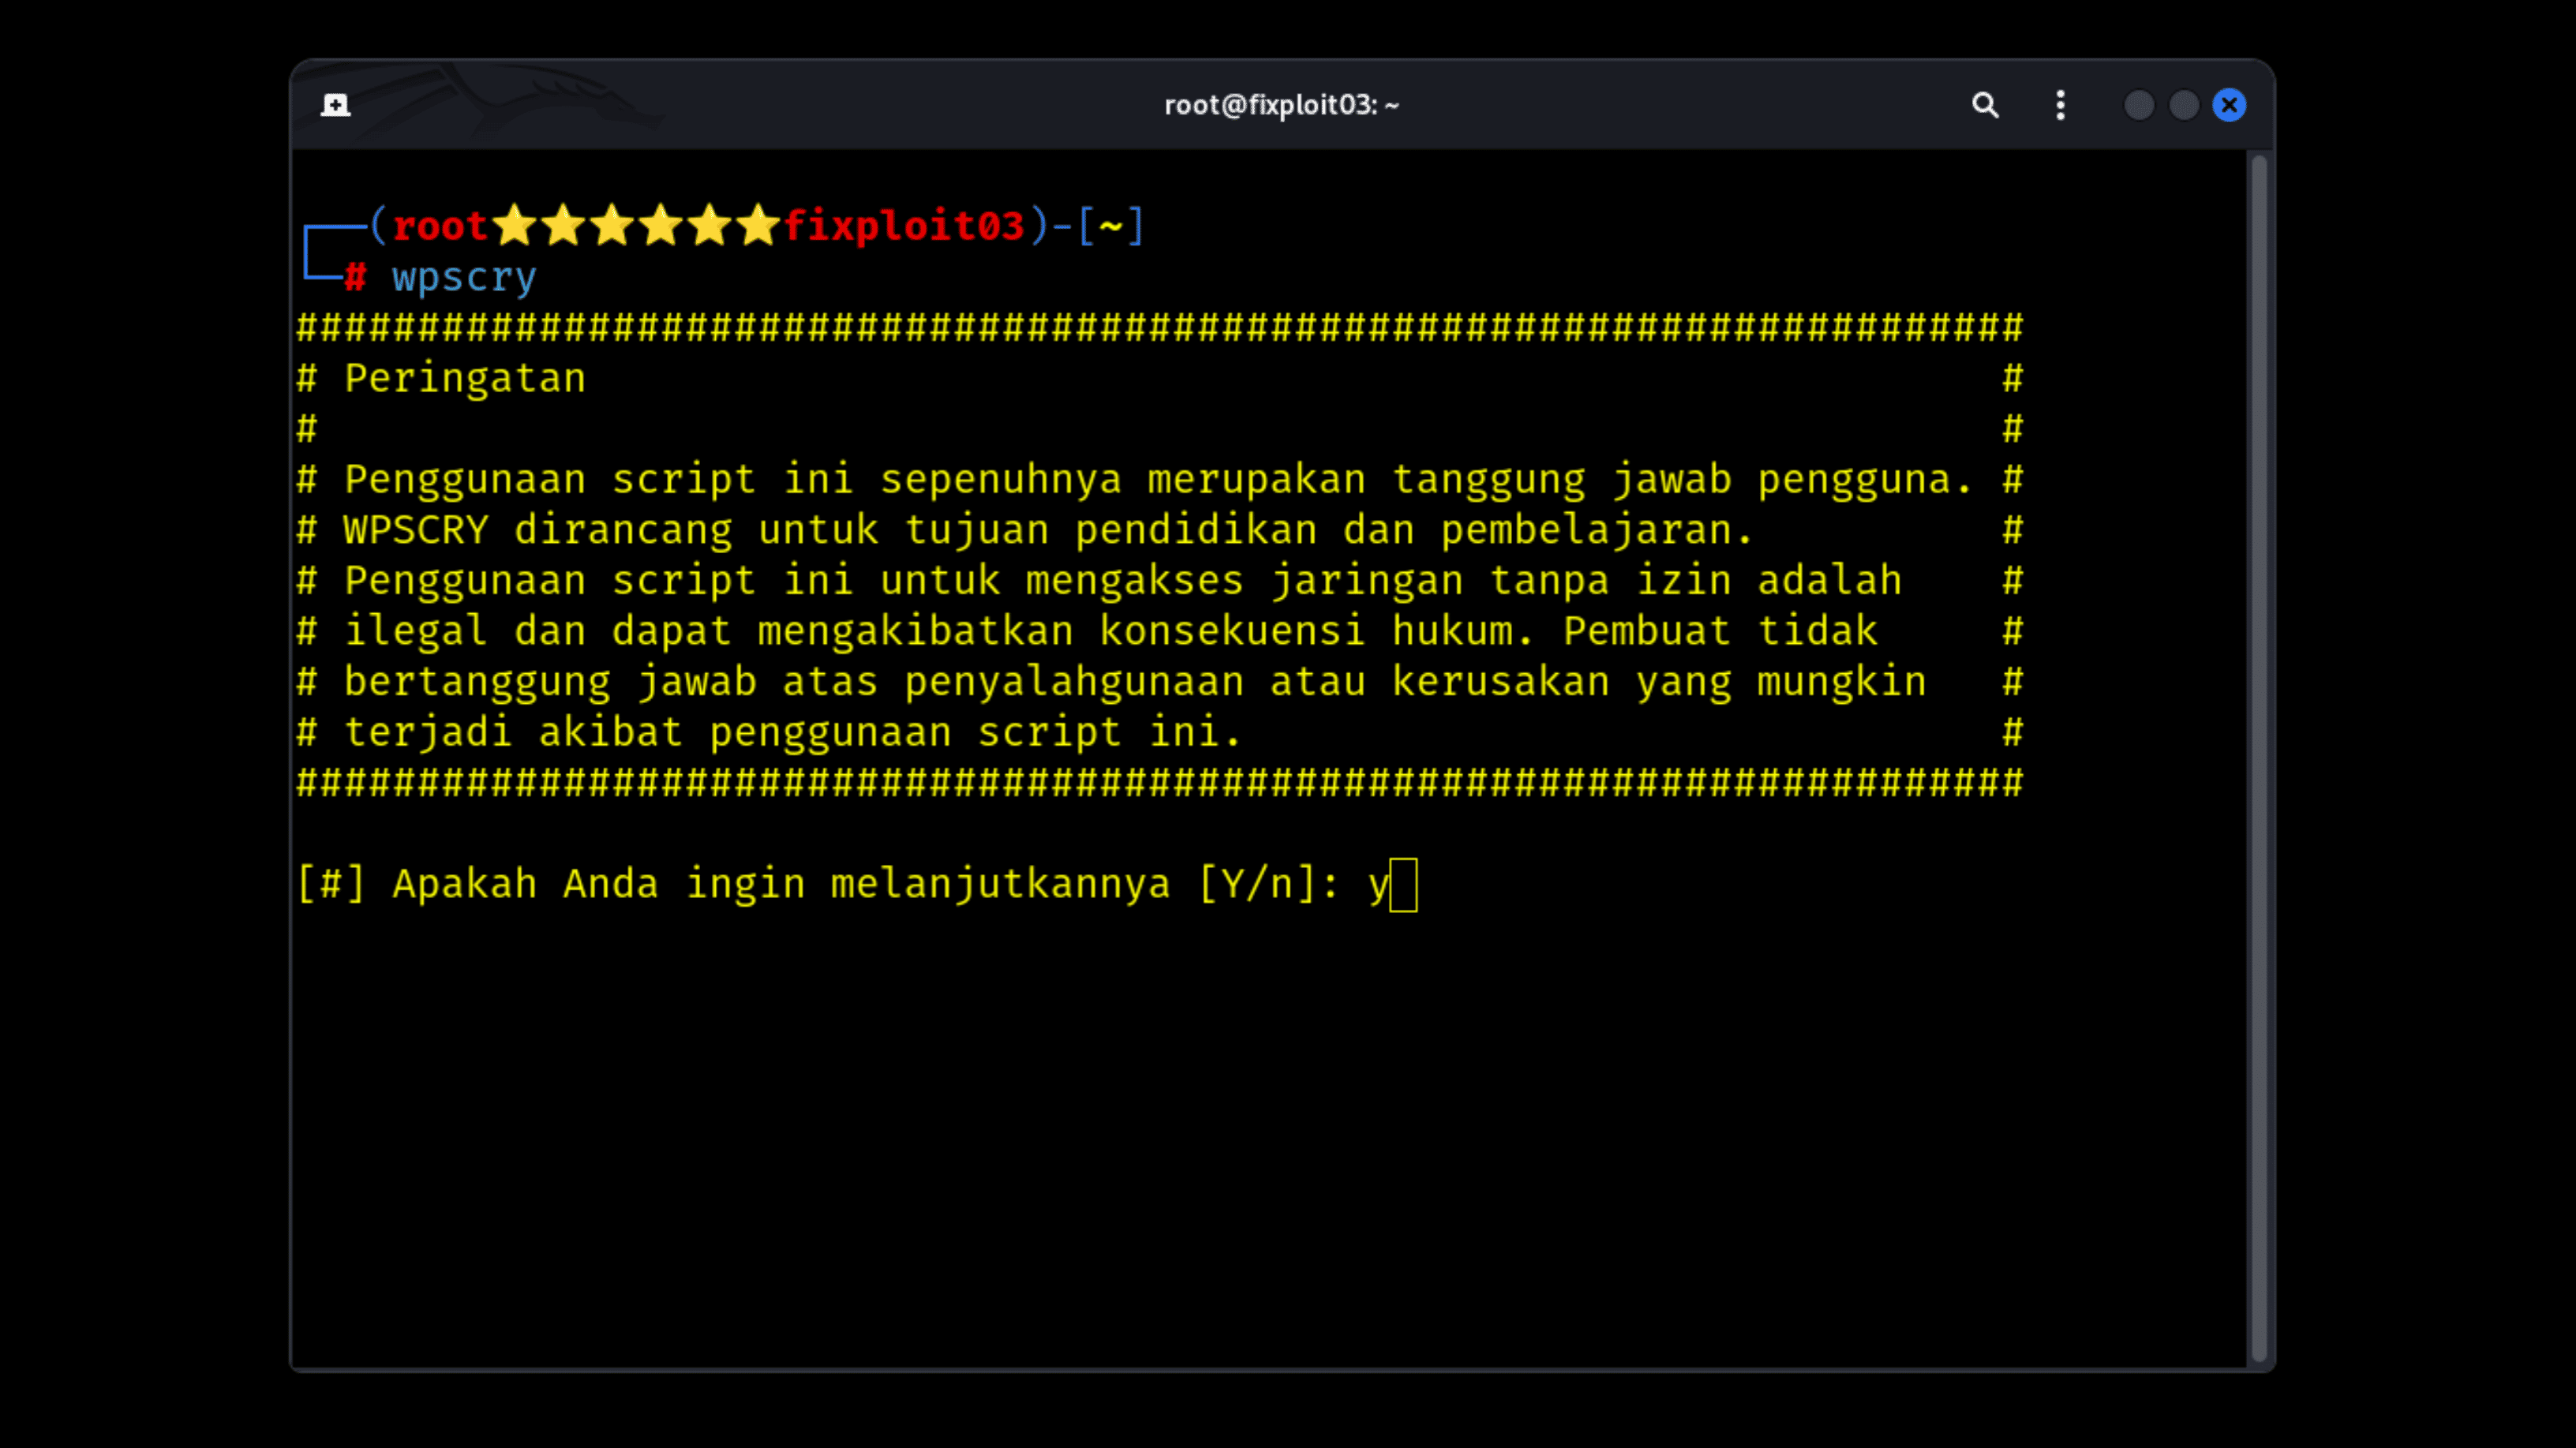 root@fixploit03: ~
┌──(root⭐⭐⭐⭐⭐⭐fixploit03)-[~]
└─# wpscry
#######################################################################
# Peringatan                                                          #
#                                                                     #
# Penggunaan script ini sepenuhnya merupakan tanggung jawab pengguna. #
# WPSCRY dirancang untuk tujuan pendidikan dan pembelajaran.          #
# Penggunaan script ini untuk mengakses jaringan tanpa izin adalah    #
# ilegal dan dapat mengakibatkan konsekuensi hukum. Pembuat tidak     #
# bertanggung jawab atas penyalahgunaan atau kerusakan yang mungkin   #
# terjadi akibat penggunaan script ini.                               #
#######################################################################
[#] Apakah Anda ingin melanjutkannya [Y/n]: y